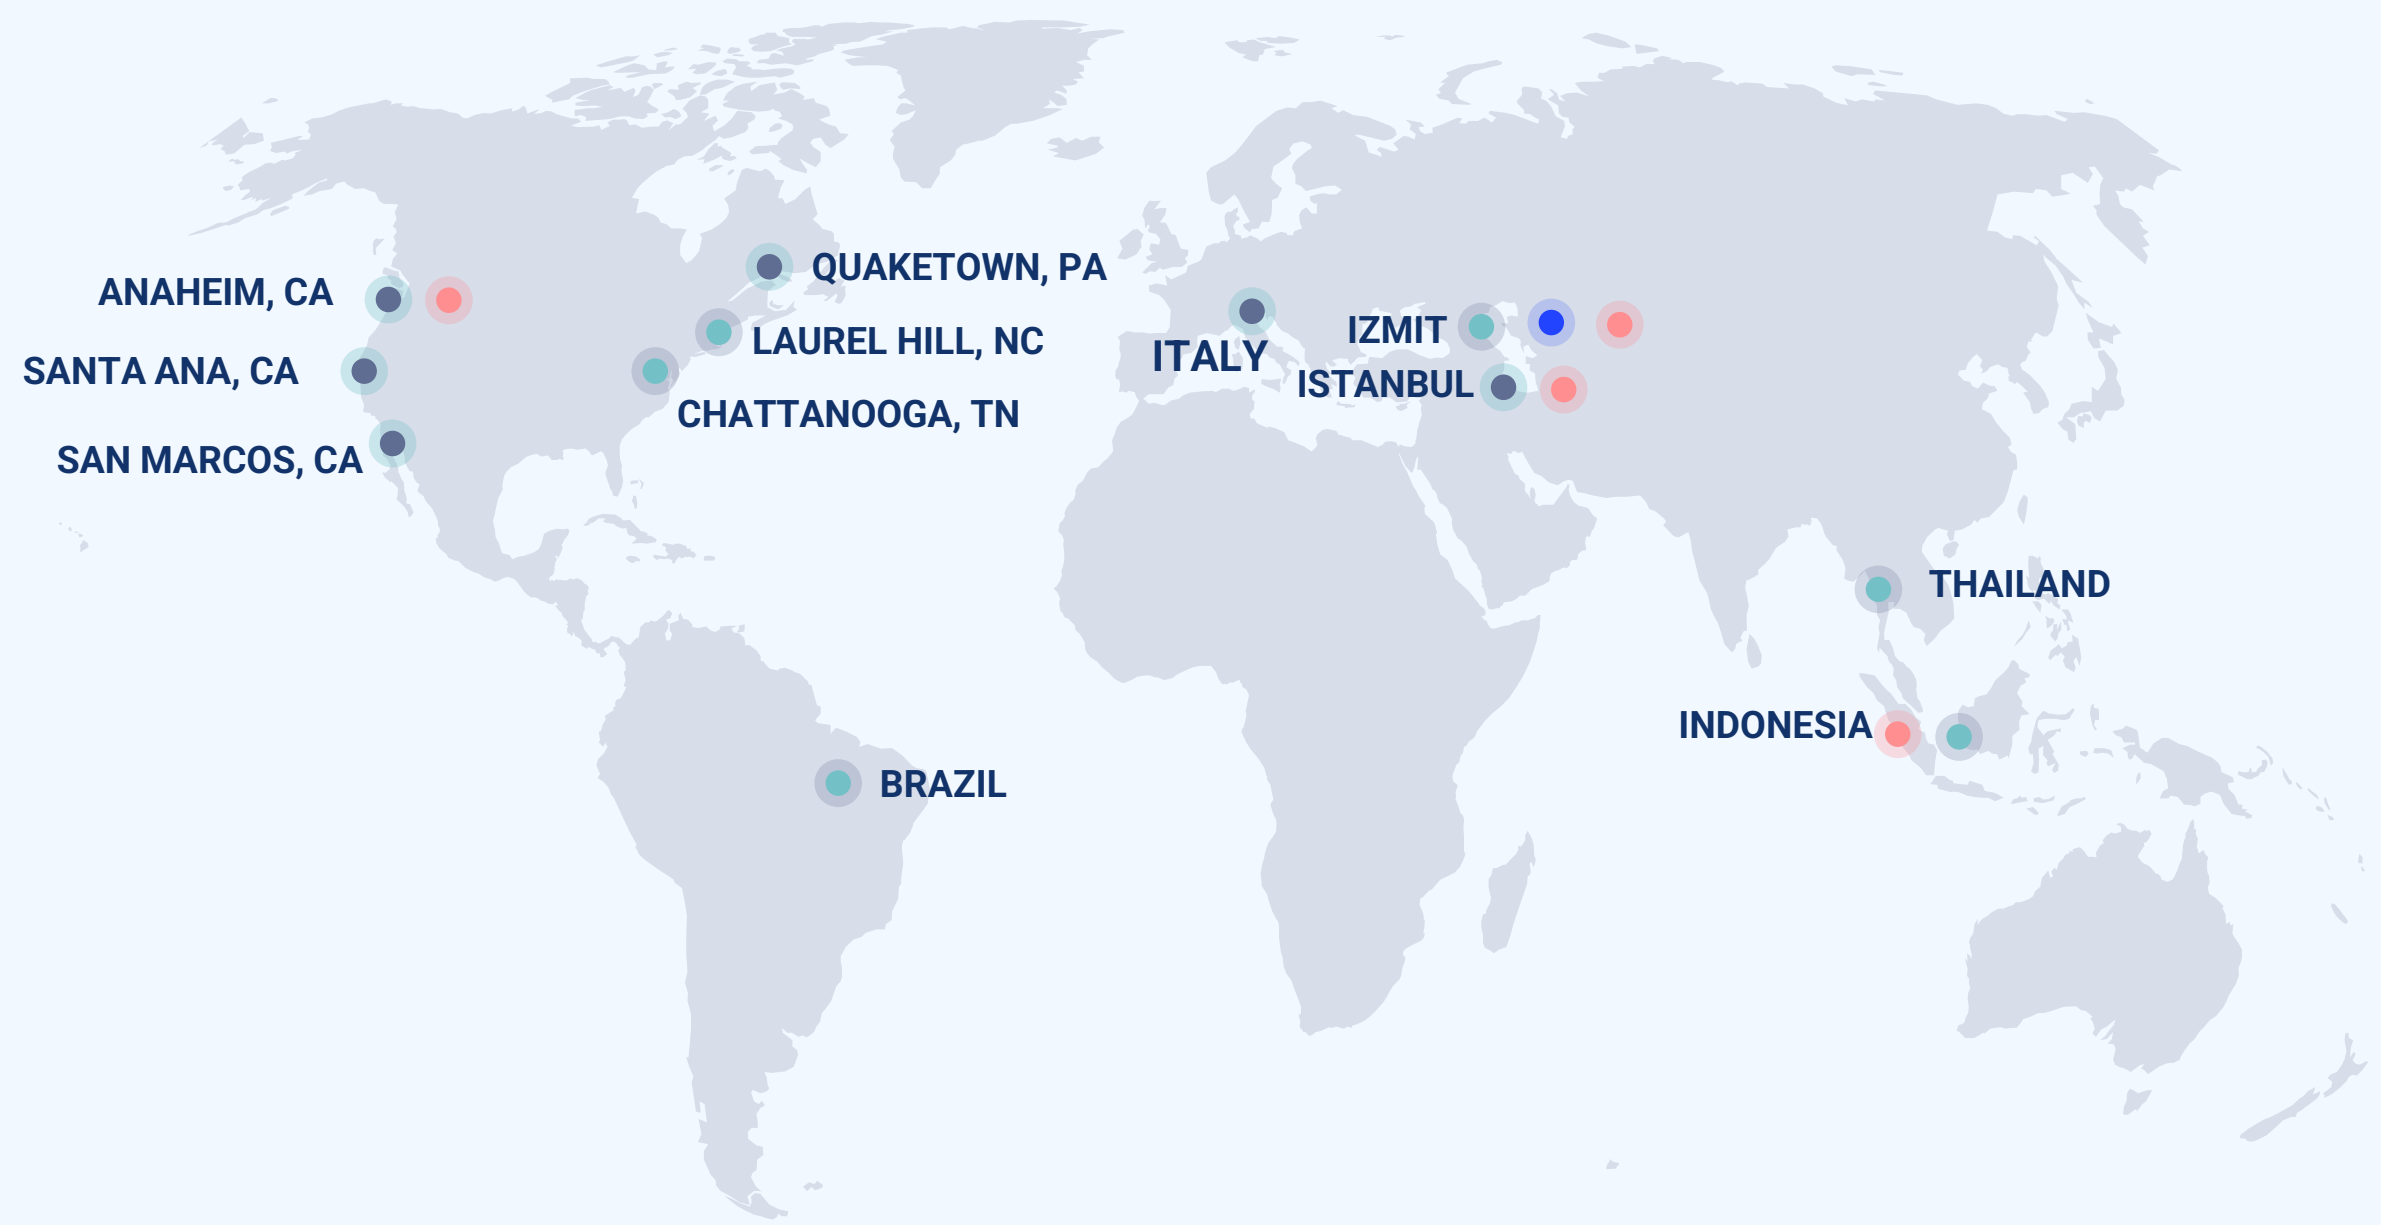 QUAKETOWN, PA
ANAHEIM, CA
LAUREL HILL, NC
IZMIT
ITALY
SANTA ANA, CA
ISTANBUL
CHATTANOOGA, TN
SAN MARCOS, CA
THAILAND
INDONESIA
BRAZIL